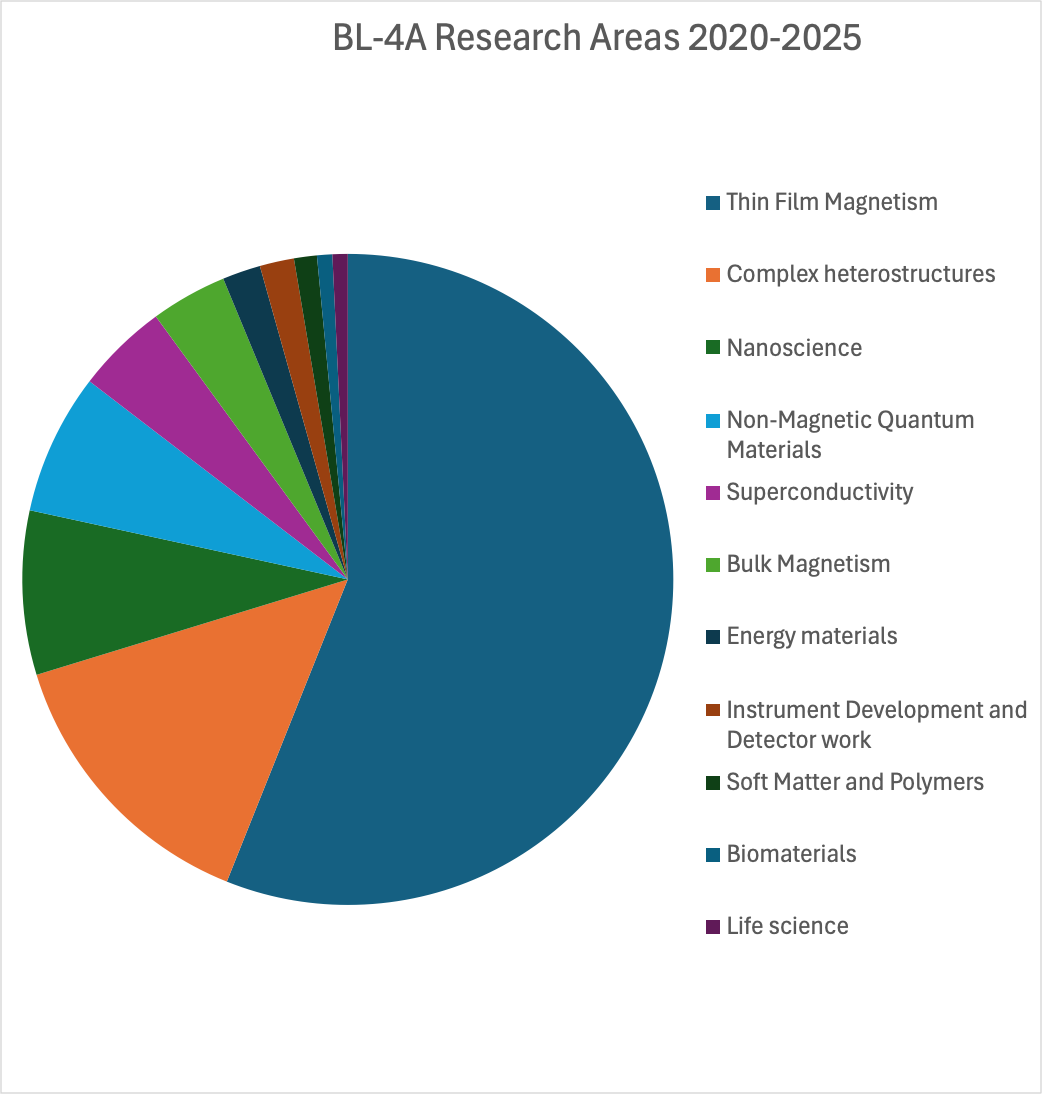 BL-4A Research Areas 2020-2025
Thin Film Magnetism
Complex heterostructures
Nanoscience
Non-Magnetic Quantum
Materials
Superconductivity
Bulk Magnetism
Energy materials
Instrument Development and
Detector work
Soft Matter and Polymers
Biomaterials
Life science